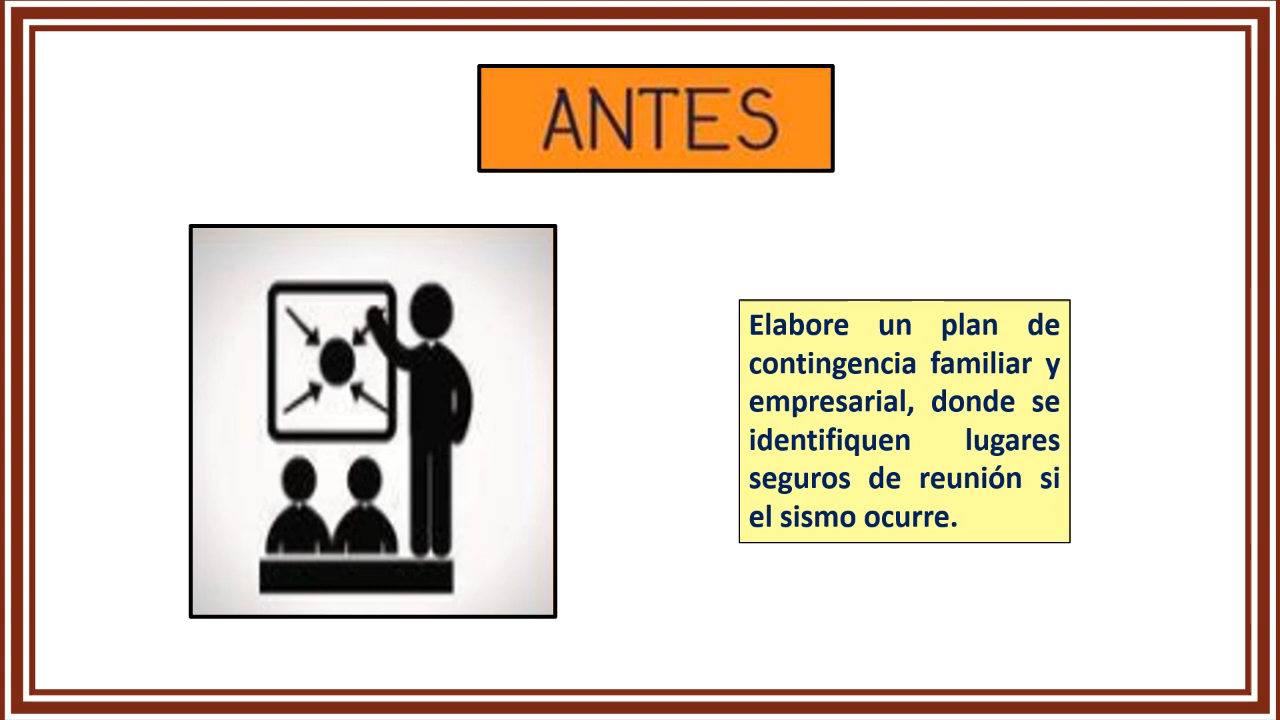 ANTES
Elabore un plan de
contingencia familiar y
empresarial, donde se
identifiquen lugares
seguros de reunión si
el sismo ocurre.